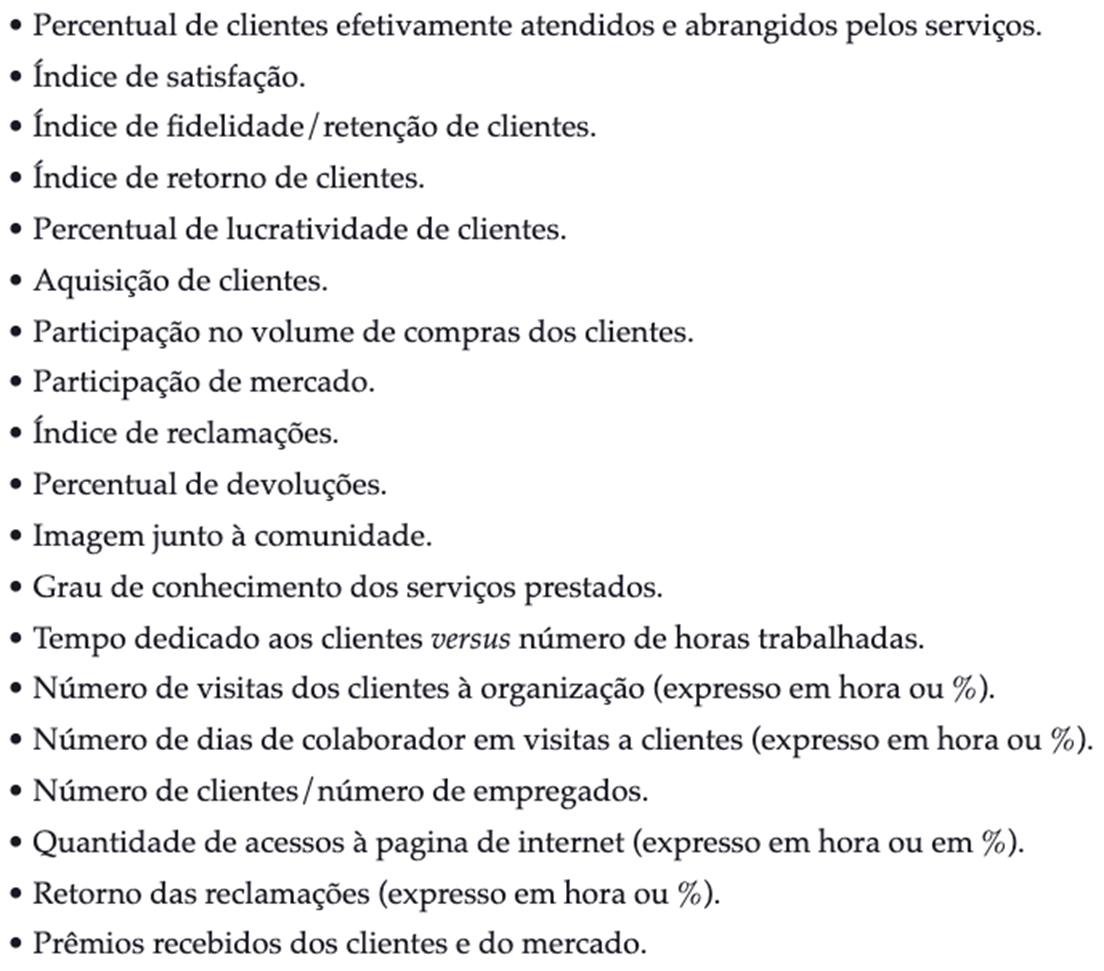 • Percentual de clientes efetivamente atendidos e abrangidos pelos serviços.
• Índice de satisfação.
• Índice de fidelidade/retenção de clientes.
• Índice de retorno de clientes.
• Percentual de lucratividade de clientes.
• Aquisição de clientes.
• Participação no volume de compras dos clientes.
• Participação de mercado.
• Índice de reclamações.
• Percentual de devoluções.
• Imagem junto à comunidade.
• Grau de conhecimento dos serviços prestados.
• Tempo dedicado aos clientes versus número de horas trabalhadas.
• Número de visitas dos clientes à organização (expresso em hora ou %).
• Número de dias de colaborador em visitas a clientes (expresso em hora ou %).
• Número de clientes/número de empregados.
• Quantidade de acessos à pagina de internet (expresso em hora ou em %).
• Retorno das reclamações (expresso em hora ou %).
• Prêmios recebidos dos clientes e do mercado.